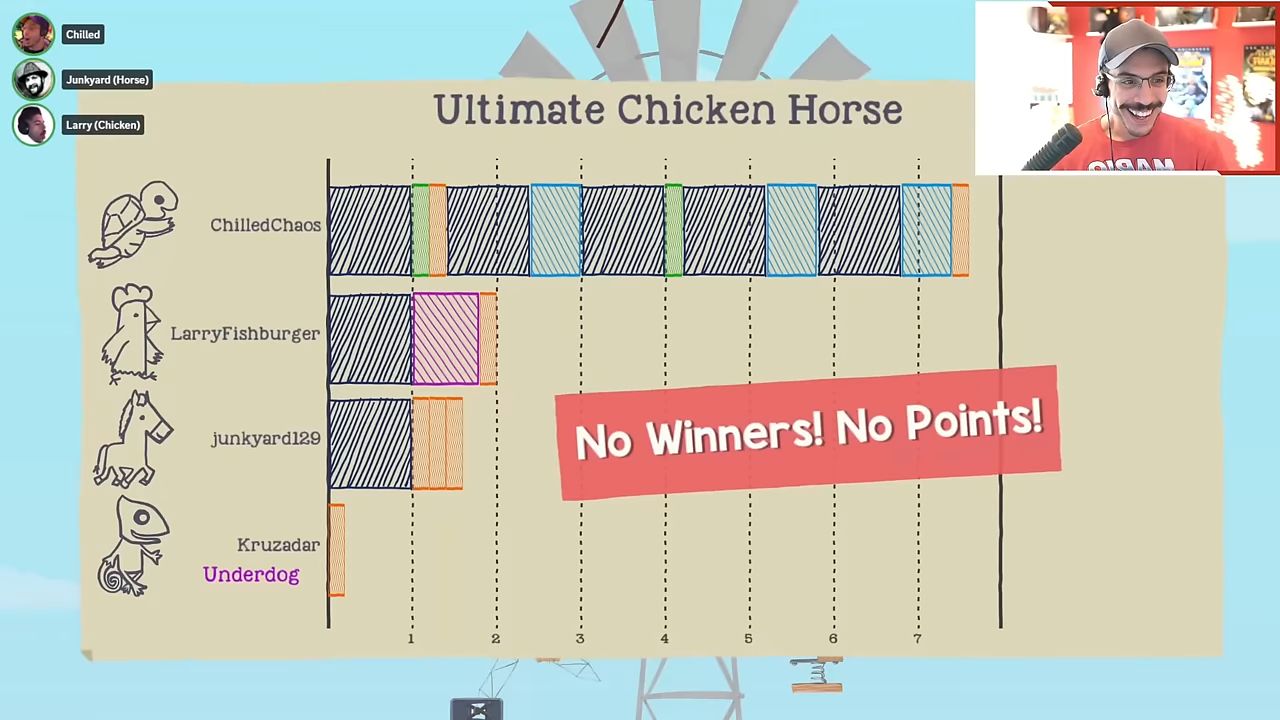 Chilled
Junkyard (Horse)
Larry (Chicken)
Ultimate Chicken Horse
ChilledChaos
LarryFishburger
junkyard129
Kruzadar
Underdog
No Winners! No Points!
1 2 3 4 5 6 7